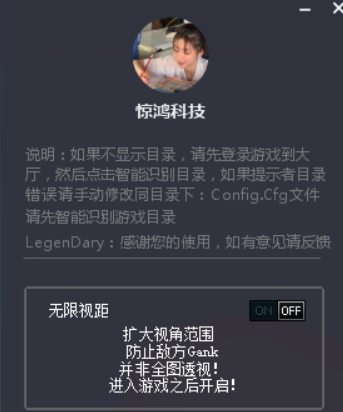 惊鸿科技
说明：如果不显示目录，请先登录游戏到大
厅，然后点击智能识别目录，如果提示者目录
错误请手动修改同目录下：Config.Cfg文件
请先智能识别游戏目录
LegenDary：感谢您的使用，如有意见请反馈
无限视距 ON OFF
扩大视角范围
防止敌方Gank
并非全图透视!
进入游戏之后开启!